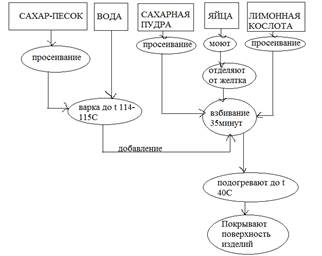 САХАР-ПЕСОК
ВОДА
САХАРНАЯ
ПУДРА
ЯЙЦА
ЛИМОННАЯ
КОСЛОТА
просеивание
просеивание
моют
просеивание
отделяют
от желтка
варка до t 114-
115С
взбивание
35минут
добавление
подогревают до t
40С
Покрывают
поверхность
изделий